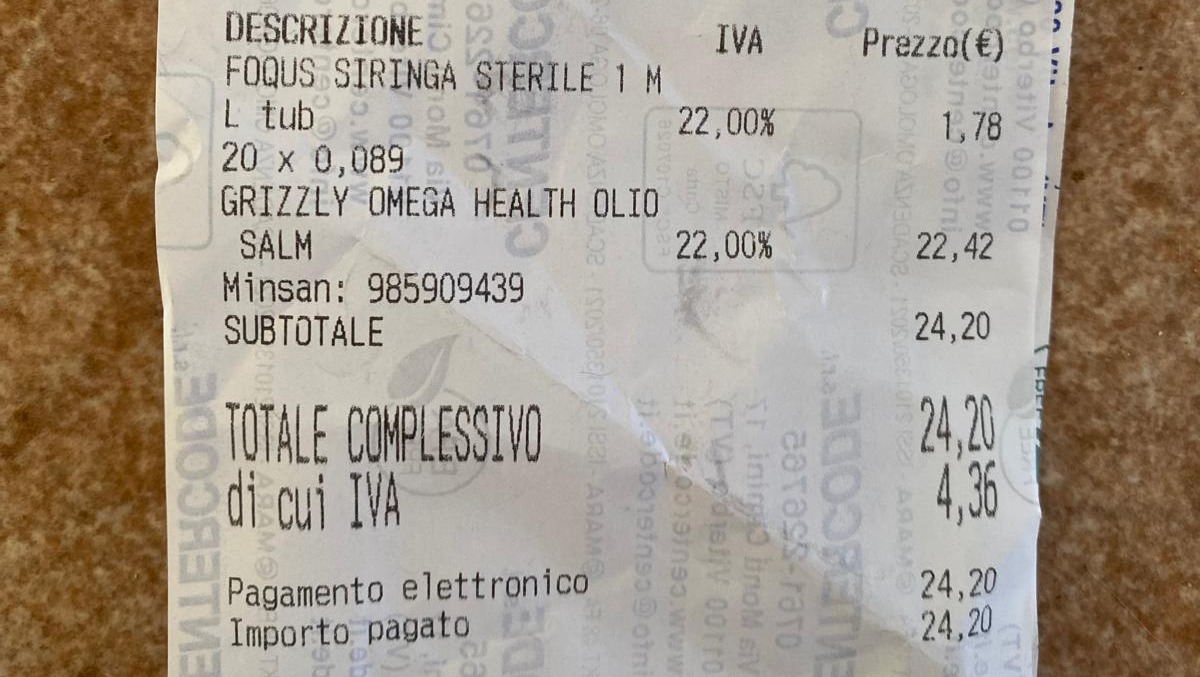 DESCRIZIONE IVA Prezzo(€)
FOQUS SIRINGA STERILE 1 M
L tub 22,00% 1,78
20 x 0,089
GRIZZLY OMEGA HEALTH OLIO
SALM 22,00% 22,42
Minsan: 985909439
SUBTOTALE 24,20
TOTALE COMPLESSIVO 24,20
di cui IVA 4,36
Pagamento elettronico 24,20
Importo pagato 24,20